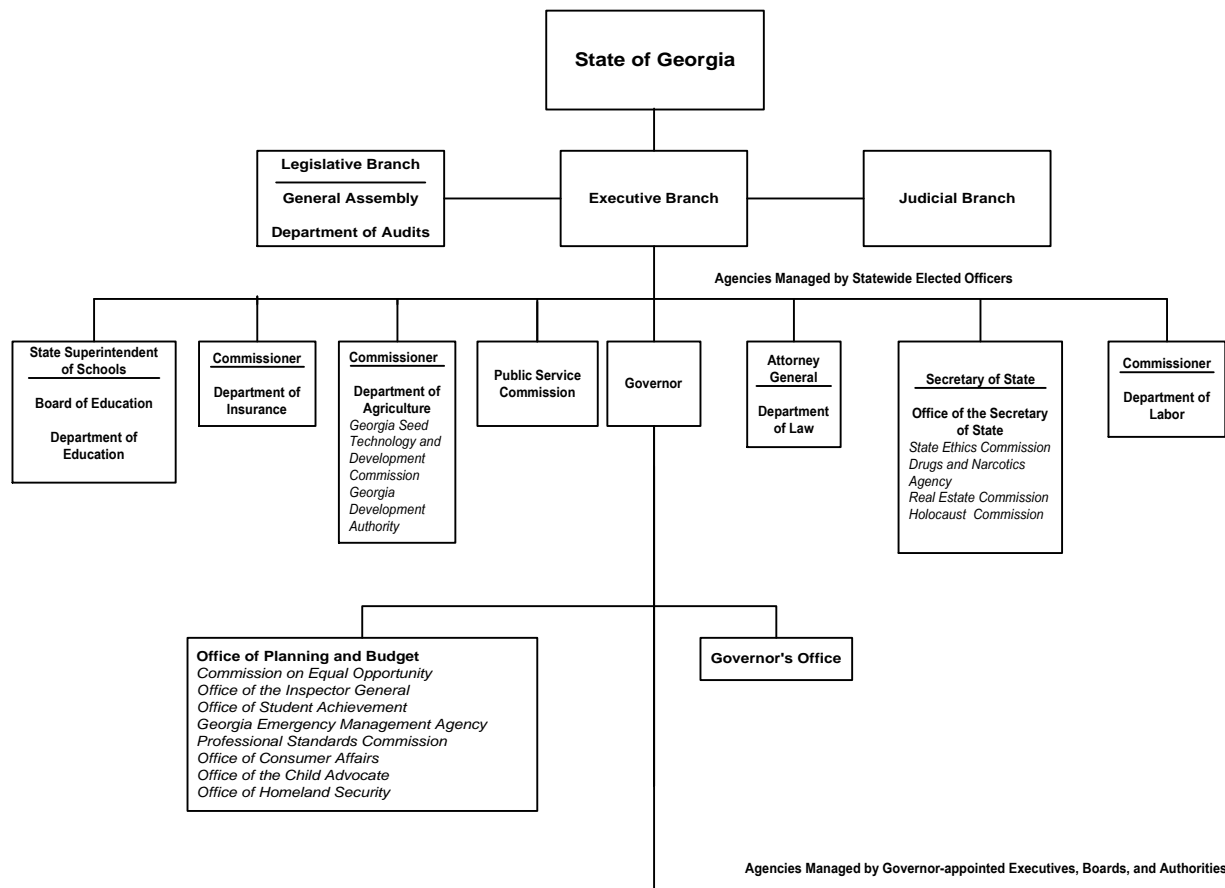 State of Georgia
Legislative Branch
General Assembly
Department of Audits
Executive Branch
Judicial Branch
Agencies Managed by Statewide Elected Officers
State Superintendent
of Schools
Board of Education
Department of
Education
Commissioner
Department of
Insurance
Commissioner
Department of
Agriculture
Georgia Seed
Technology and
Development
Commission
Georgia
Development
Authority
Public Service
Commission
Governor
Attorney
General
Department
of Law
Secretary of State
Office of the Secretary
of State
State Ethics Commission
Drugs and Narcotics
Agency
Real Estate Commission
Holocaust Commission
Commissioner
Department of
Labor
Office of Planning and Budget
Commission on Equal Opportunity
Office of the Inspector General
Office of Student Achievement
Georgia Emergency Management Agency
Professional Standards Commission
Office of Consumer Affairs
Office of the Child Advocate
Office of Homeland Security
Governor's Office
Agencies Managed by Governor-appointed Executives, Boards, and Authorities